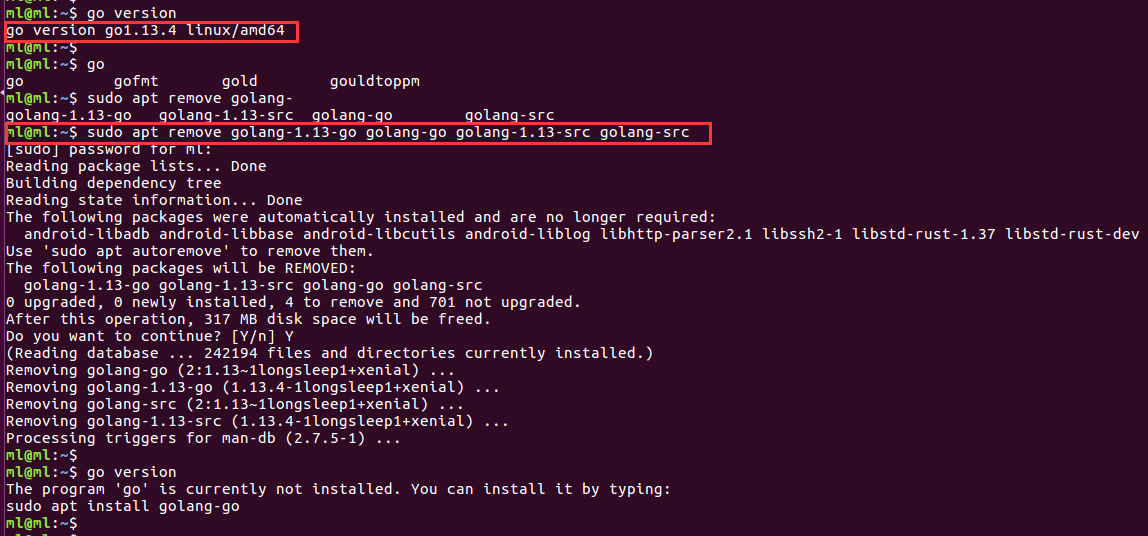 ml@ml:~$
ml@ml:~$ go version
go version go1.13.4 linux/amd64
ml@ml:~$
ml@ml:~$ go
go          gofmt       gold        gouldtoppm
ml@ml:~$ sudo apt remove golang-
golang-1.13-go   golang-1.13-src  golang-go        golang-src
ml@ml:~$ sudo apt remove golang-1.13-go golang-go golang-1.13-src golang-src
[sudo] password for ml:
Reading package lists... Done
Building dependency tree
Reading state information... Done
The following packages were automatically installed and are no longer required:
  android-libadb android-libbase android-libcutils android-liblog libhttp-parser2.1 libssh2-1 libstd-rust-1.37 libstd-rust-dev
Use 'sudo apt autoremove' to remove them.
The following packages will be REMOVED:
  golang-1.13-go golang-1.13-src golang-go golang-src
0 upgraded, 0 newly installed, 4 to remove and 701 not upgraded.
After this operation, 317 MB disk space will be freed.
Do you want to continue? [Y/n] Y
(Reading database ... 242194 files and directories currently installed.)
Removing golang-go (2:1.13~1longsleep1+xenial) ...
Removing golang-1.13-go (1.13.4-1longsleep1+xenial) ...
Removing golang-src (2:1.13~1longsleep1+xenial) ...
Removing golang-1.13-src (1.13.4-1longsleep1+xenial) ...
Processing triggers for man-db (2.7.5-1) ...
ml@ml:~$
ml@ml:~$ go version
The program 'go' is currently not installed. You can install it by typing:
sudo apt install golang-go
ml@ml:~$
ml@ml:~$